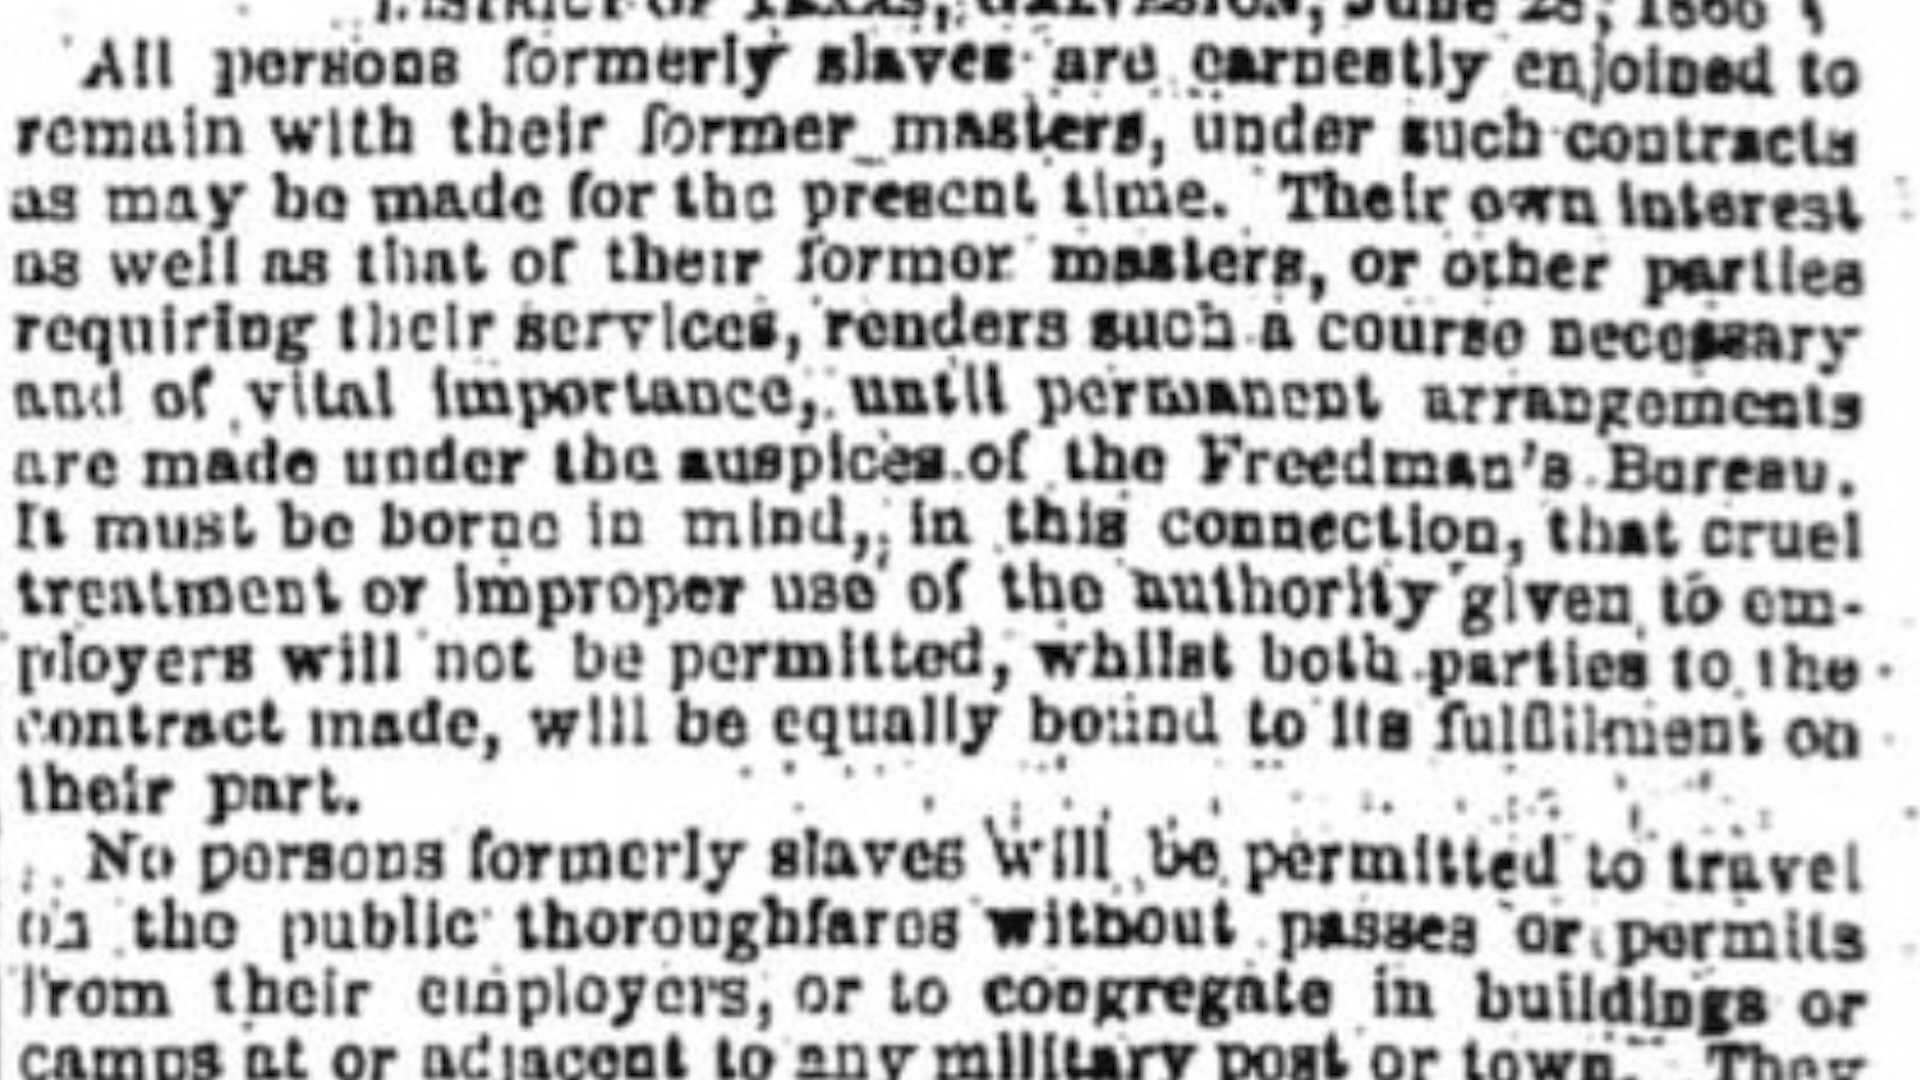 DISTRICT OF TEXAS, GALVESTON, June 28, 186
All persons formerly slaves are earnestly enjoined to
remain with their former masters, under such contracts
as may be made for the present time. Their own interest
as well as that of their former masters, or other parties
requiring their services, renders such a course necessary
and of vital importance, until permanent arrangements
are made under the auspices of the Freedman's Bureau.
It must be borne in mind, in this connection, that cruel
treatment or improper use of the authority given to em-
ployers will not be permitted, whilst both parties to the
contract made, will be equally bound to its fulfilment on
their part.
No persons formerly slaves will be permitted to travel
on the public thoroughfares without passes or permits
from their employers, or to congregate in buildings or
camps at or adjacent to any military post or town. They